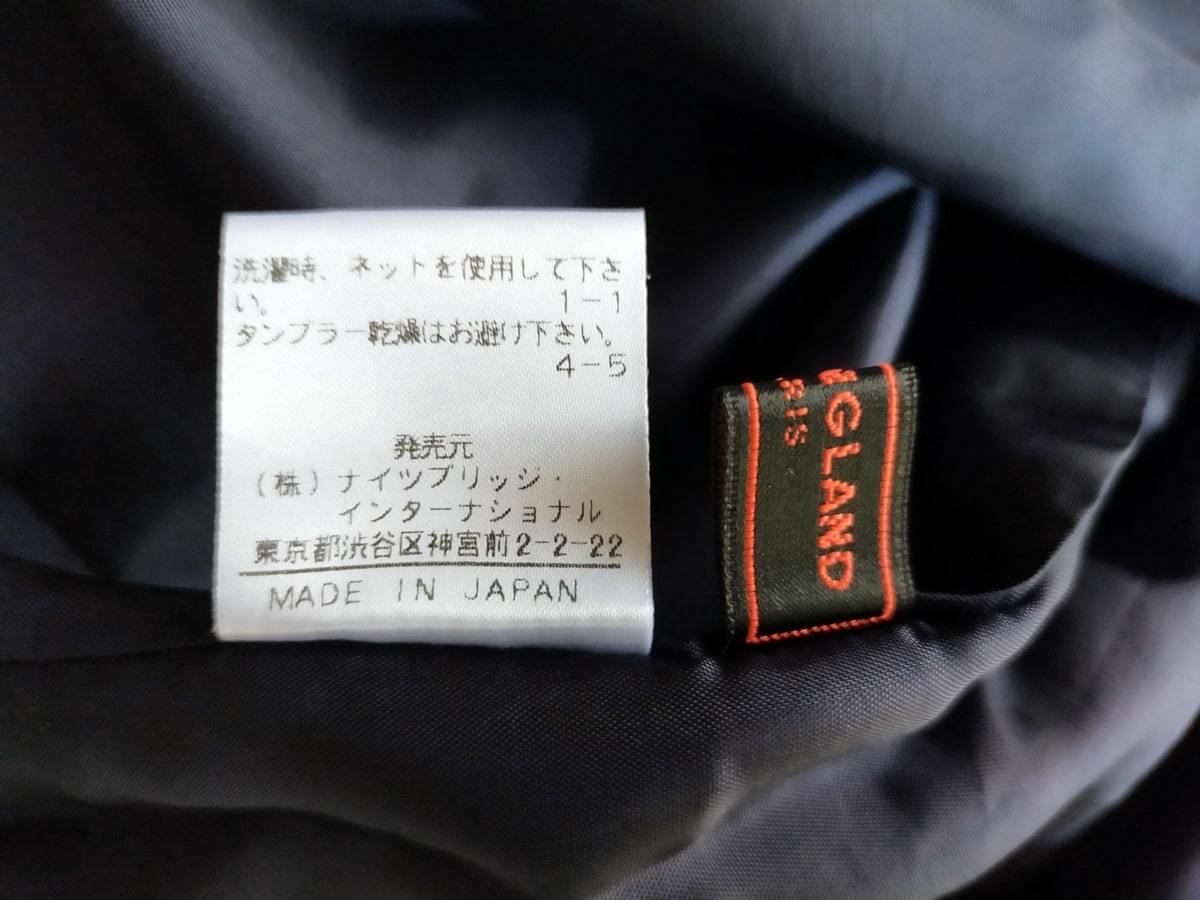 洗濯時、ネットを使用して下さ
い。 1-1
タンブラー乾燥はお避け下さい。
4-5
発売元
(株)ナイツブリッジ・
インターナショナル
東京都渋谷区神宮前2-2-22
MADE IN JAPAN
GLAND
RIS